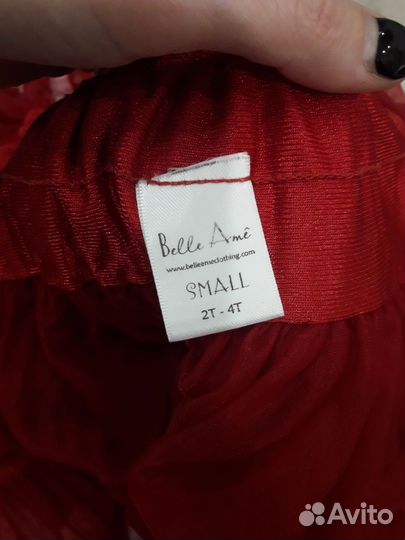 Belle Amê
www.belleameclothing.com
SMALL
2T - 4T
Avito